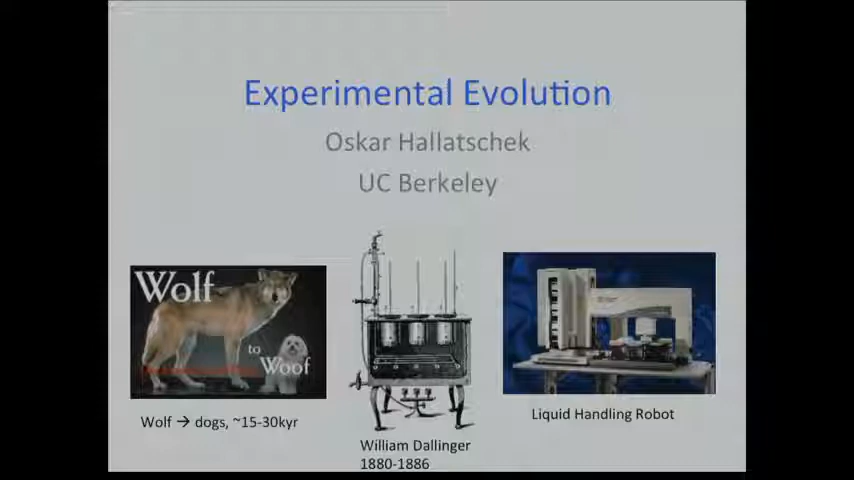 Experimental Evolution
Oskar Hallatschek
UC Berkeley
Wolf
to
Woof
Wolf → dogs, ~15-30kyr
William Dallinger
1880-1886
Liquid Handling Robot